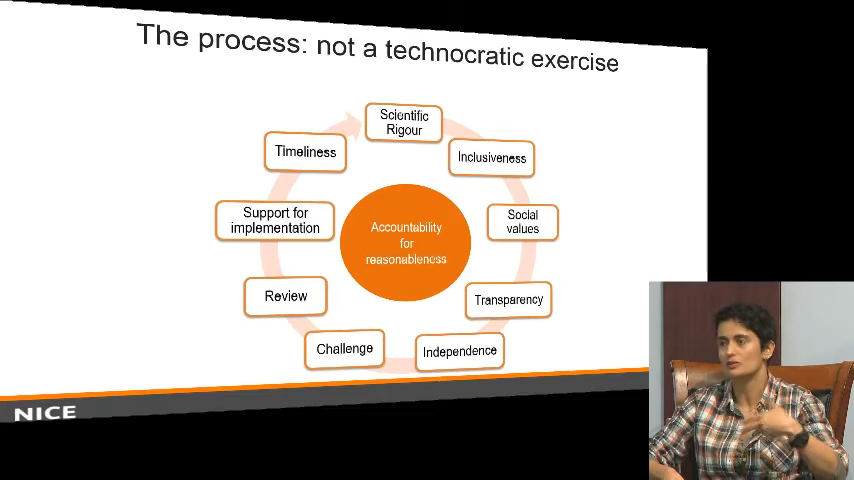 The process: not a technocratic exercise
Scientific
Rigour
Inclusiveness
Social
values
Transparency
Independence
Challenge
Review
Support for
implementation
Timeliness
Accountability
for
reasonableness
NICE